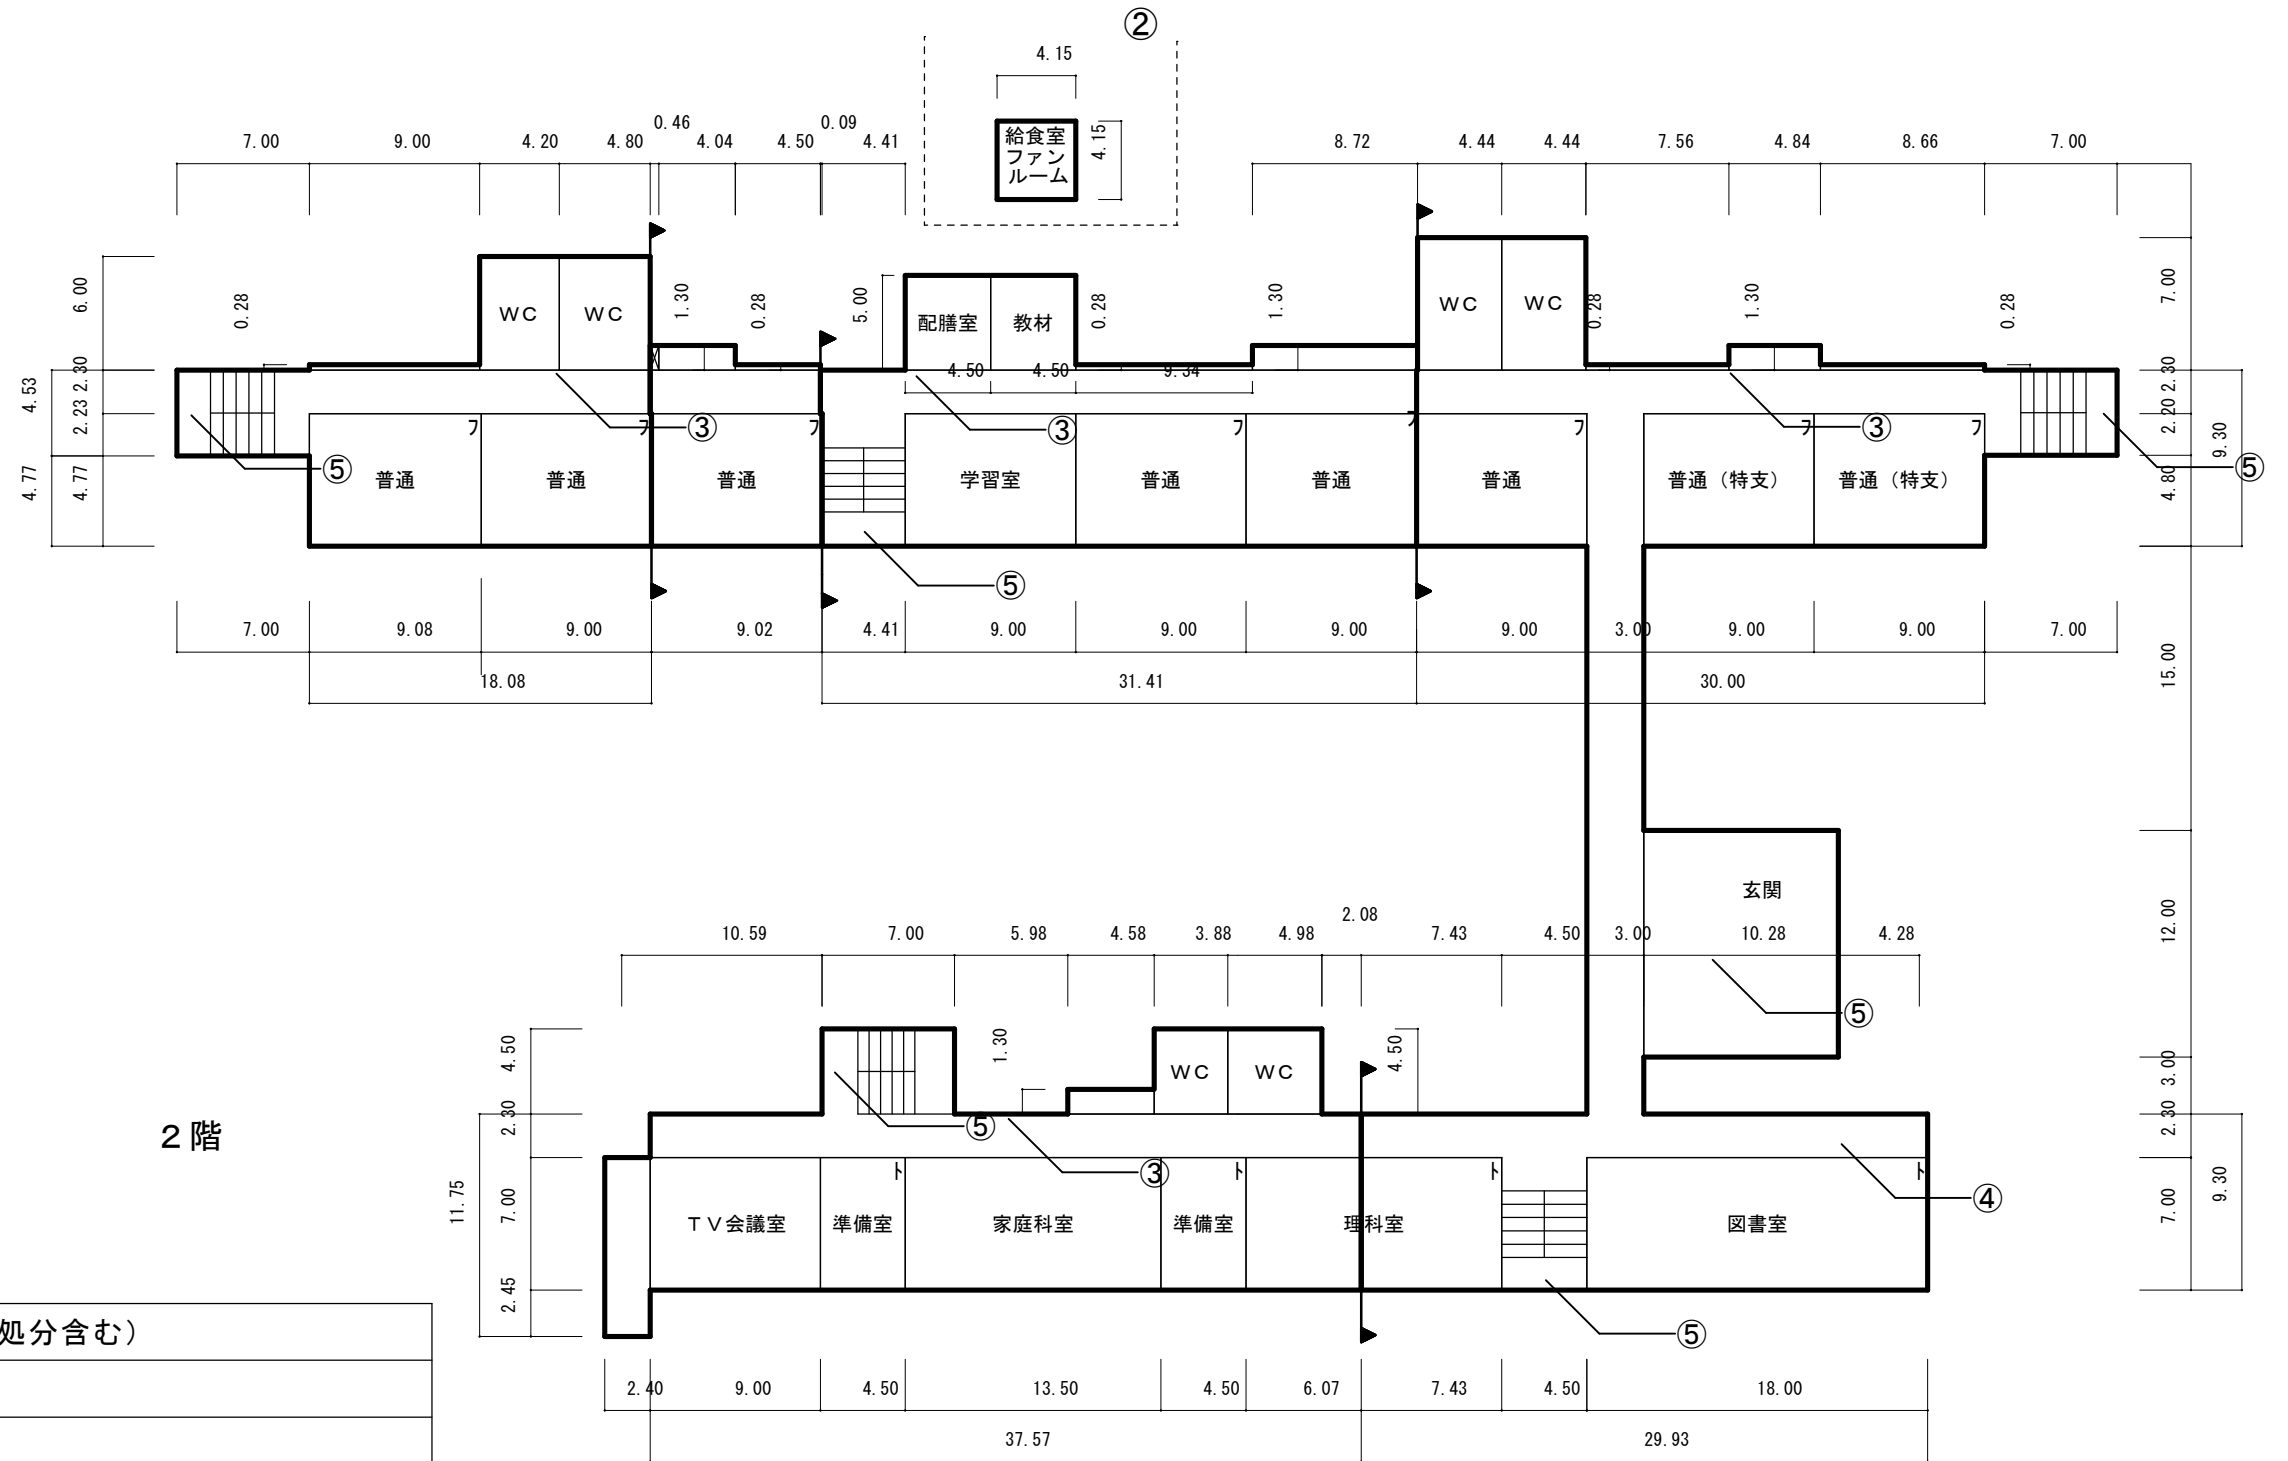 ②
4.15
給食室
ファン
ルーム
4.15
7.00 9.00 4.20 4.80 0.46 4.04 4.50 0.09 4.41
8.72 4.44 4.44 7.56 4.84 8.66 7.00
6.00
0.28
WC
WC
1.30
0.28
5.00
配膳室
教材
0.28
1.30
WC
WC
0.28
1.30
0.28
7.00
4.50 4.50 9.34
4.53
2.30
2.23
4.77
4.77
2.30
2.20
4.80
9.30
③
③
③
⑤
⑤
フ
フ
フ
フ
フ
フ
フ
フ
普通
普通
普通
学習室
普通
普通
普通
普通（特支）
普通（特支）
⑤
7.00 9.08 9.00 9.02 4.41 9.00 9.00 9.00 9.00 3.00 9.00 9.00 7.00
18.08 31.41 30.00
15.00
玄関
12.00
⑤
10.59 7.00 5.98 4.58 3.88 4.98 2.08 7.43 4.50 3.00 10.28 4.28
4.50
1.30
WC
WC
4.50
3.00
2.30
2.30
⑤
③
④
2階
ト
ト
ト
ト
11.75
7.00
2.45
ＴＶ会議室
準備室
家庭科室
準備室
理科室
図書室
7.00
9.30
⑤
処分含む）
2.40 9.00 4.50 13.50 4.50 6.07 7.43 4.50 18.00
37.57 29.93